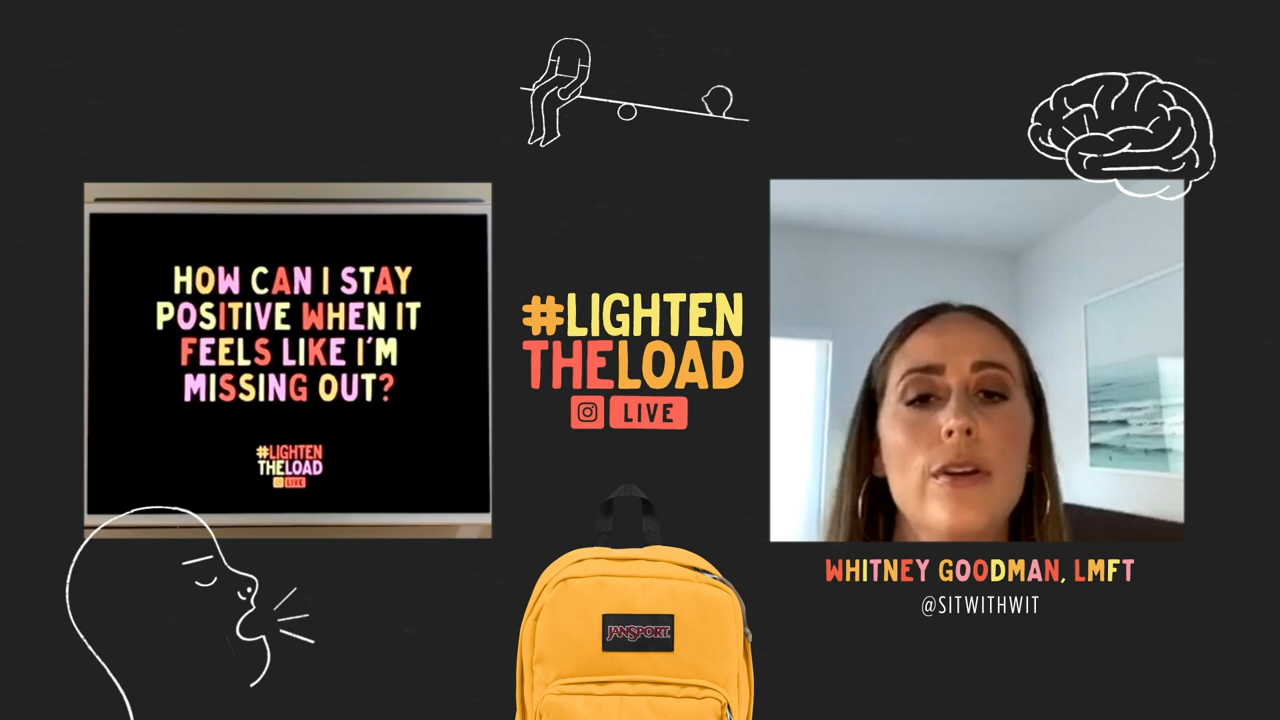 HOW CAN I STAY
POSITIVE WHEN IT
FEELS LIKE I'M
MISSING OUT?
#LIGHTEN
THELOAD
LIVE
#LIGHTEN
THELOAD
LIVE
WHITNEY GOODMAN, LMFT
@SITWITHWIT
JANSPORT